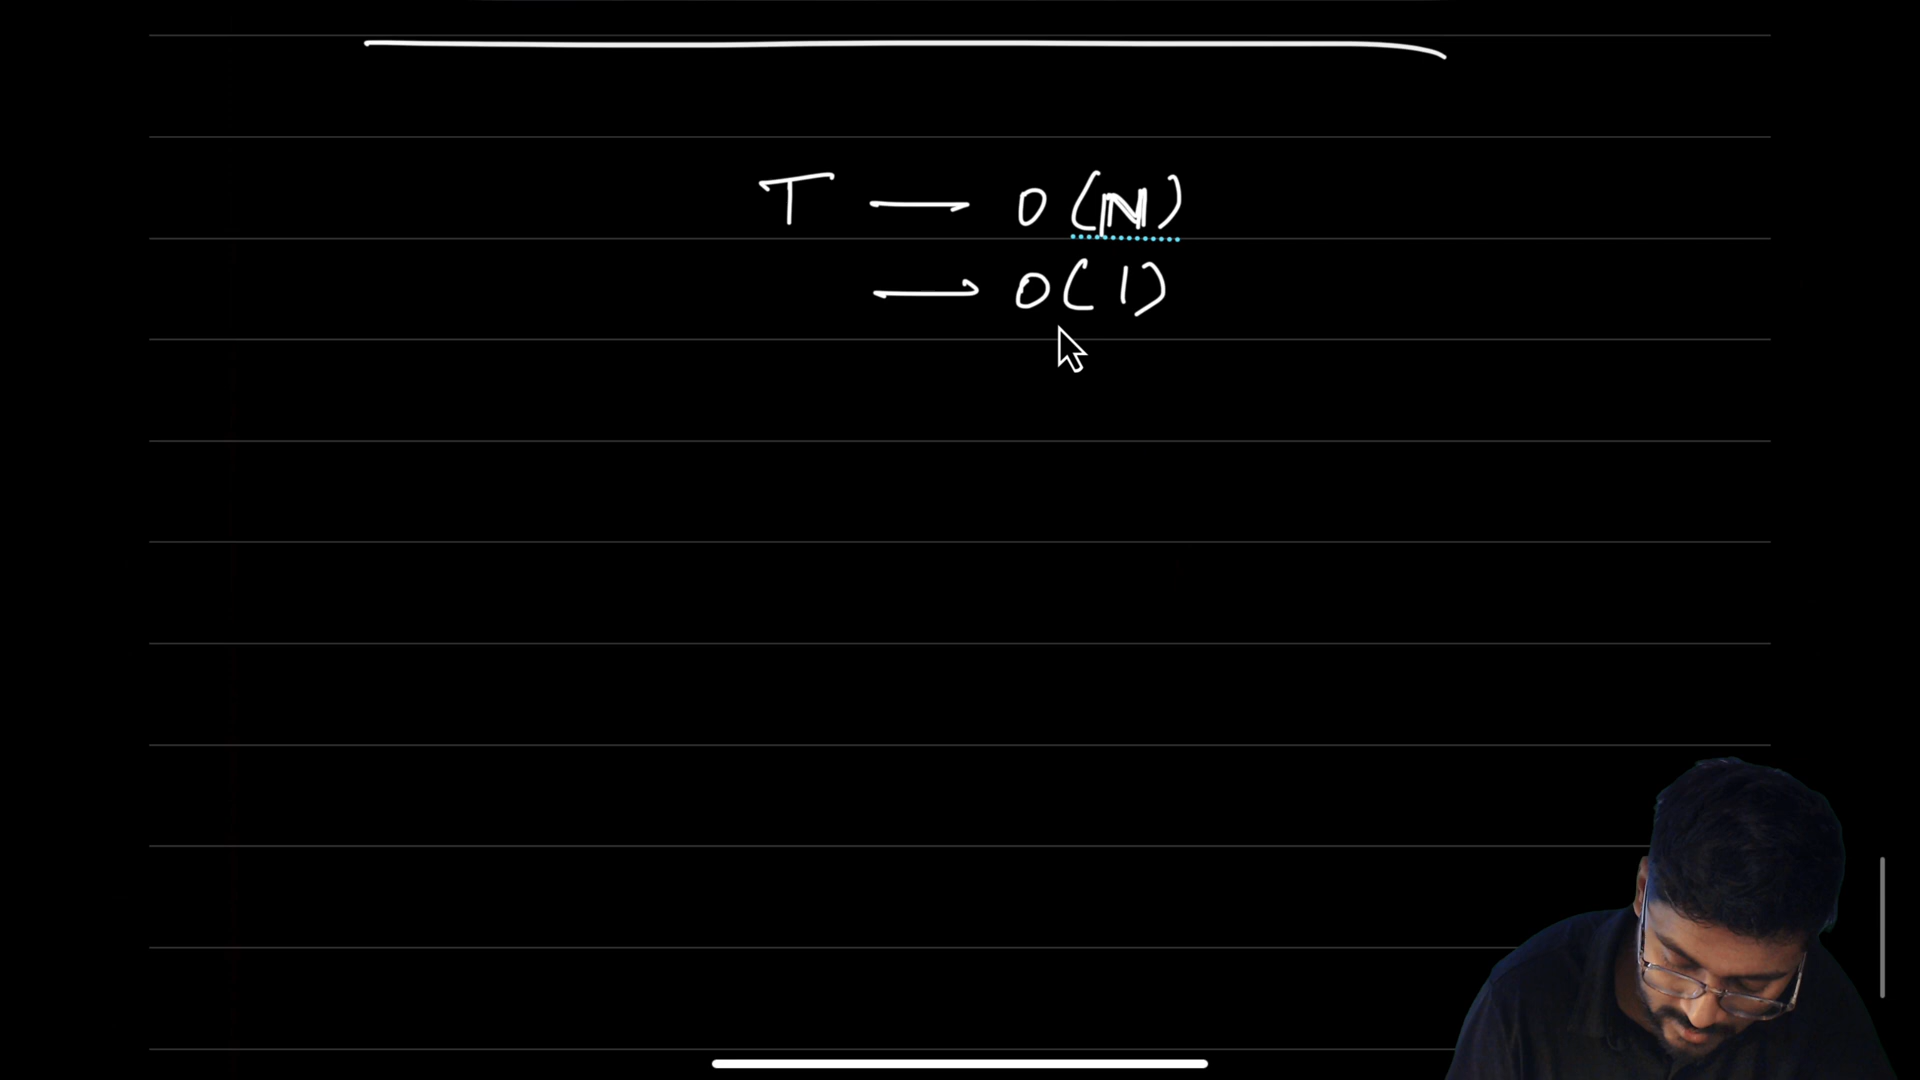 T — O(N)
→ O(1)